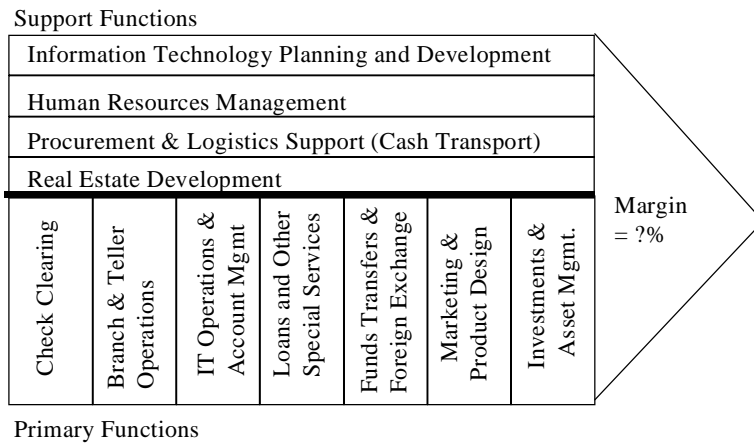 Support Functions
Information Technology Planning and Development
Human Resources Management
Procurement & Logistics Support (Cash Transport)
Real Estate Development
Check Clearing
Branch & Teller
Operations
IT Operations &
Account Mgmt
Loans and Other
Special Services
Funds Transfers &
Foreign Exchange
Marketing &
Product Design
Investments &
Asset Mgmt.
Margin
= ?%
Primary Functions